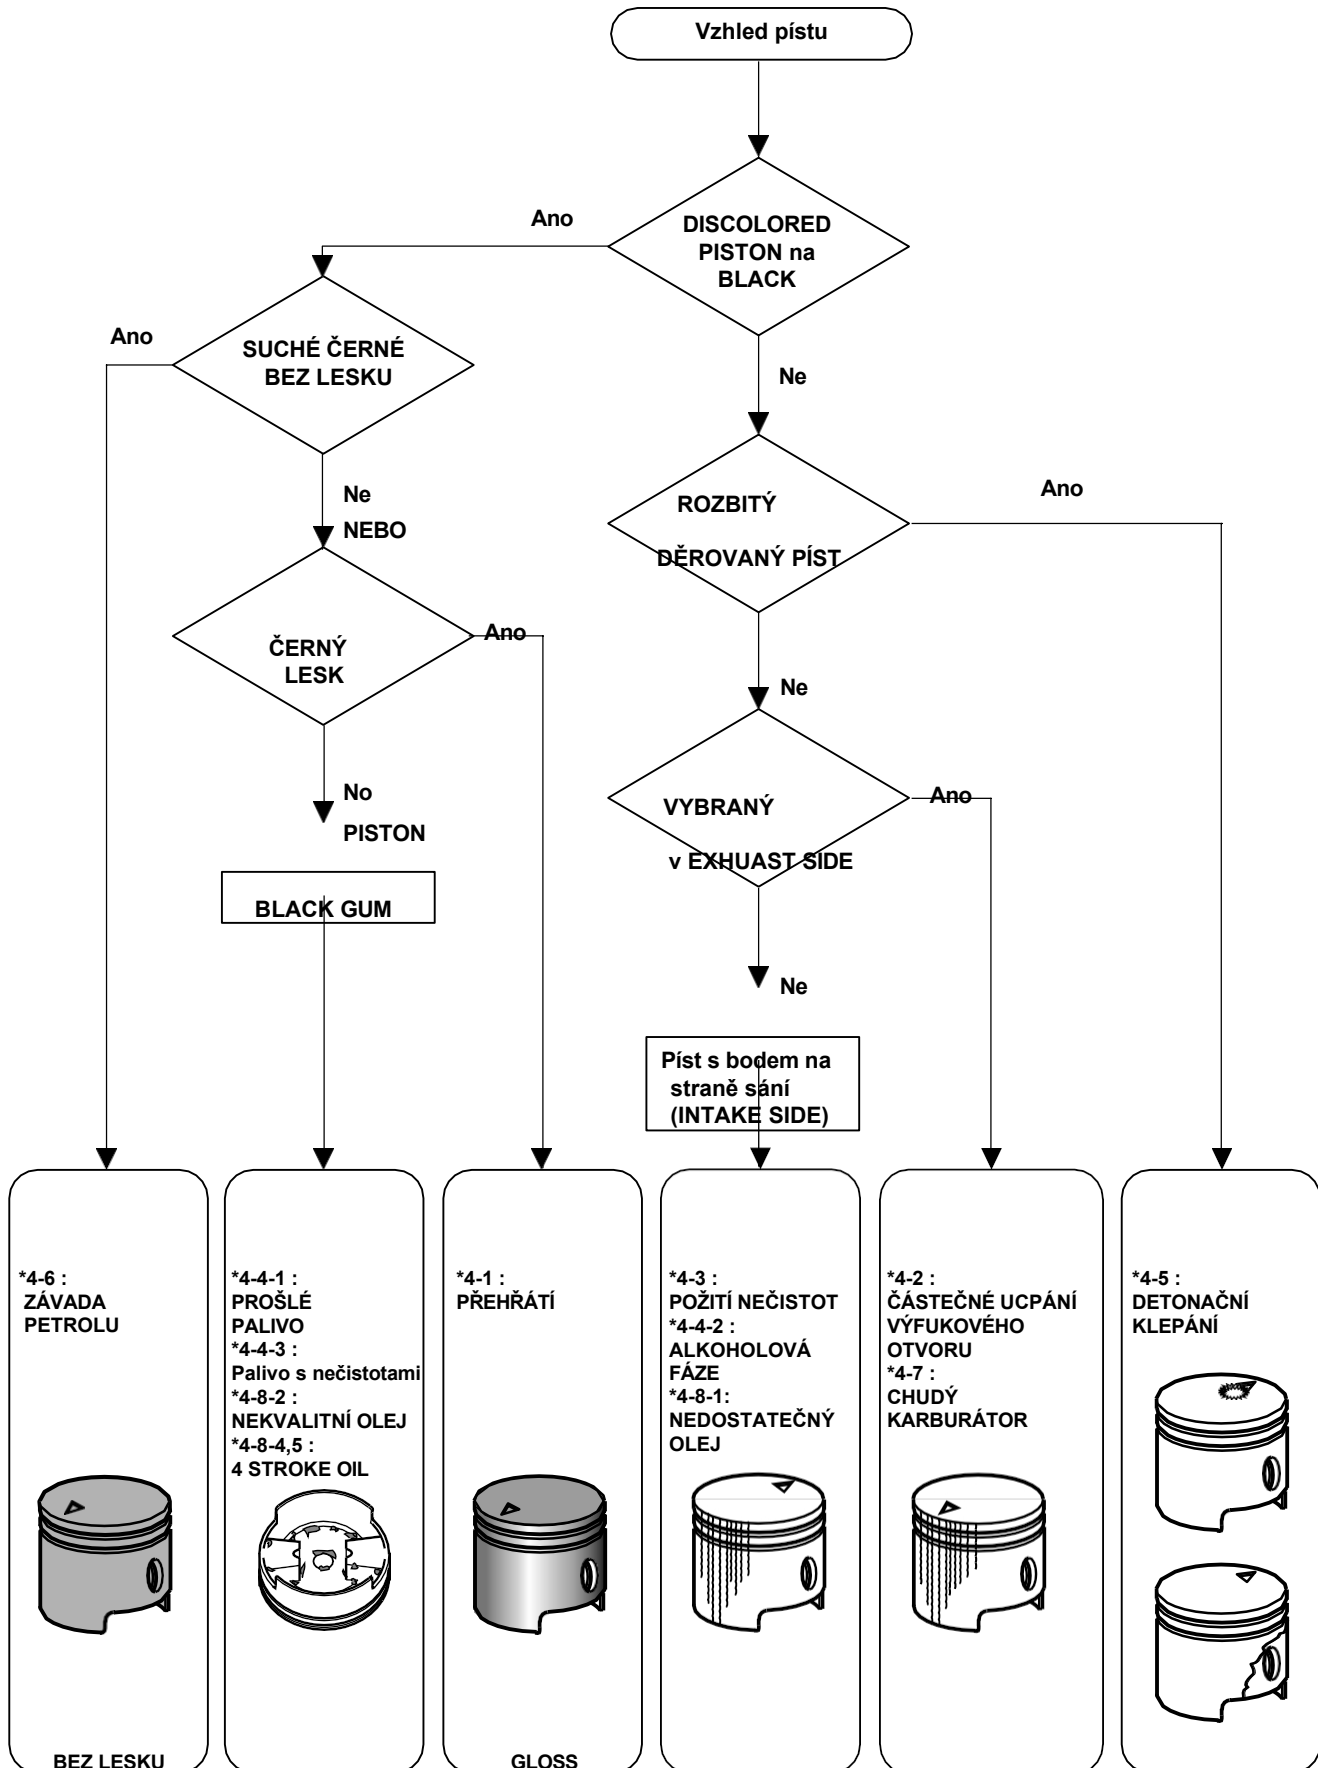 Vzhled pístu
Ano
DISCOLORED
PISTON na
BLACK
Ano
SUCHÉ ČERNÉ
BEZ LESKU
Ne
Ne
NEBO
ROZBITÝ
DĚROVANÝ PÍST
Ano
ČERNÝ
LESK
Ano
Ne
No
PISTON
VYBRANÝ
v EXHUAST SIDE
Ano
BLACK GUM
Ne
Píst s bodem na
straně sání
(INTAKE SIDE)
*4-6 :
ZÁVADA
PETROLU
BEZ LESKU
*4-4-1 :
PROŠLÉ
PALIVO
*4-4-3 :
Palivo s nečistotami
*4-8-2 :
NEKVALITNÍ OLEJ
*4-8-4,5 :
4 STROKE OIL
*4-1 :
PŘEHŘÁTÍ
GLOSS
*4-3 :
POŽITÍ NEČISTOT
*4-4-2 :
ALKOHOLOVÁ
FÁZE
*4-8-1:
NEDOSTATEČNÝ
OLEJ
*4-2 :
ČÁSTEČNÉ UCPÁNÍ
VÝFUKOVÉHO
OTVORU
*4-7 :
CHUDÝ
KARBURÁTOR
*4-5 :
DETONAČNÍ
KLEPÁNÍ